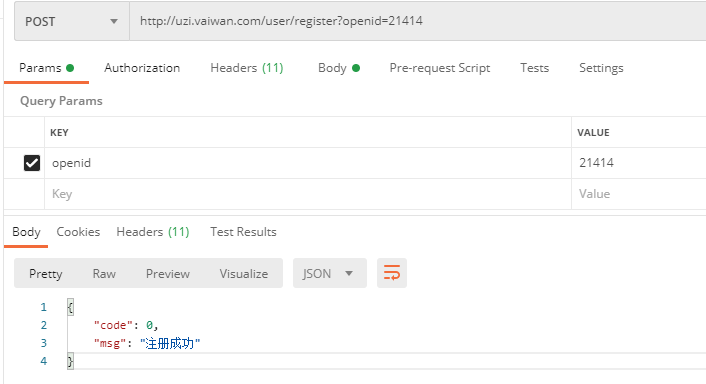 POST http://uzi.vaiwan.com/user/register?openid=21414
Params Authorization Headers (11) Body Pre-request Script Tests Settings
Query Params
KEY VALUE
openid 21414
Key Value
Body Cookies Headers (11) Test Results
Pretty Raw Preview Visualize JSON
1 {
2 "code": 0,
3 "msg": "注册成功"
4 }